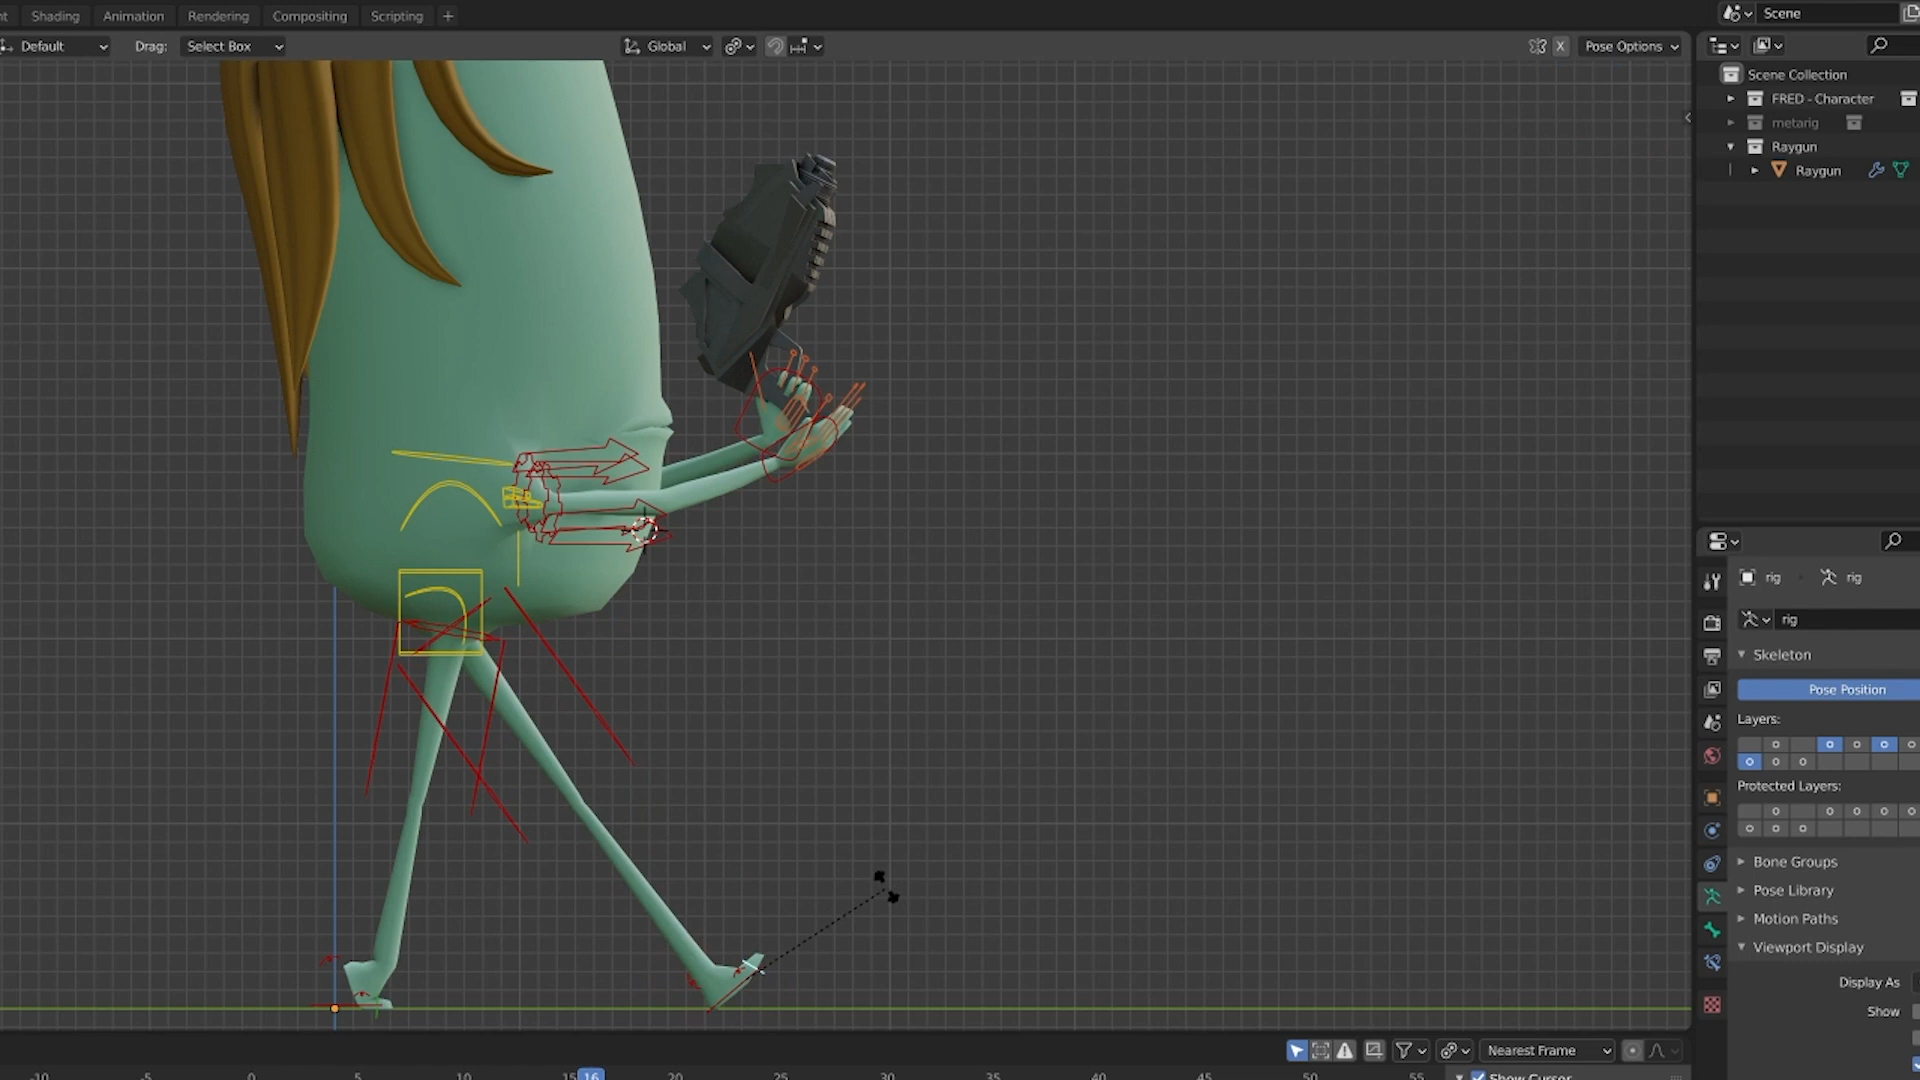 nt Shading Animation Rendering Compositing Scripting +
Scene
Default Drag: Select Box Global X Pose Options
Scene Collection
FRED - Character
metarig
Raygun
Raygun
rig rig
rig
Skeleton
Pose Position
Layers:
Protected Layers:
Bone Groups
Pose Library
Motion Paths
Viewport Display
Display As
Show
Nearest Frame
-10 -5 0 5 10 15 16 20 25 30 35 40 45 50 55 Show Cursor